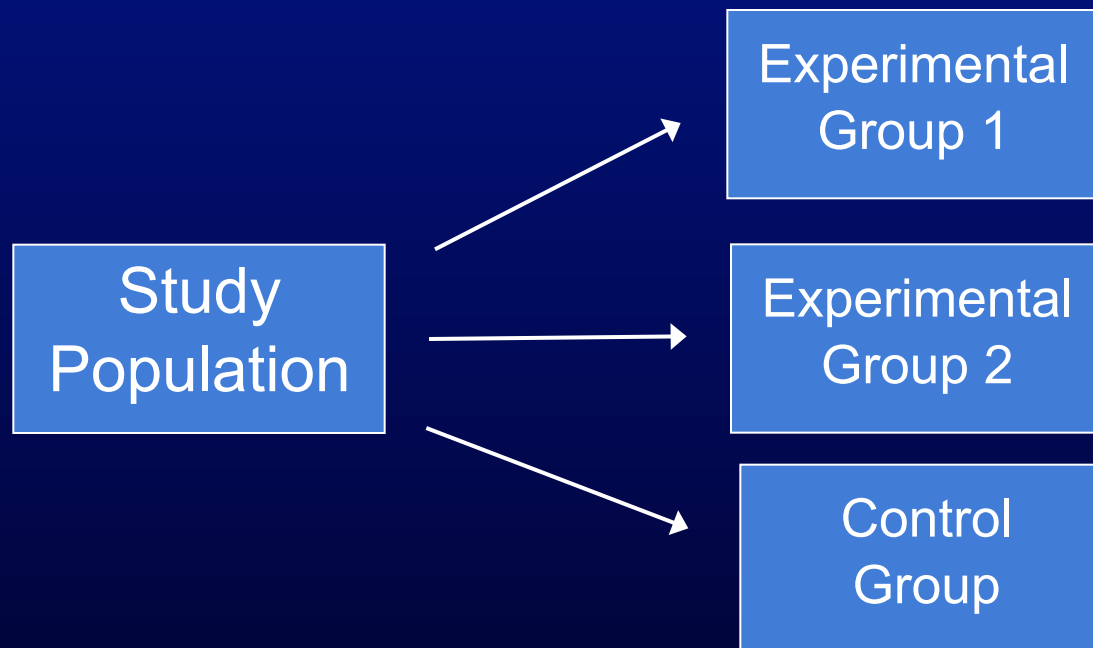 Study
Population
Experimental
Group 1
Experimental
Group 2
Control
Group